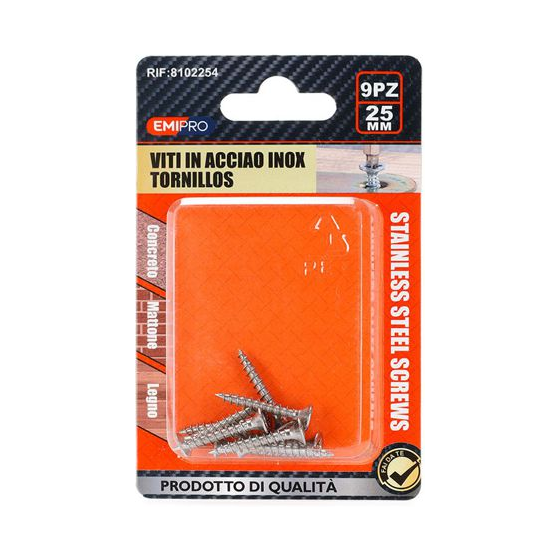 RIF:8102254
9PZ
25
MM
EMIPRO
VITI IN ACCIAO INOX
TORNILLOS
STAINLESS STEEL SCREWS
Concreto
Mattone
Legno
FAI DA TE
PRODOTTO DI QUALITÀ